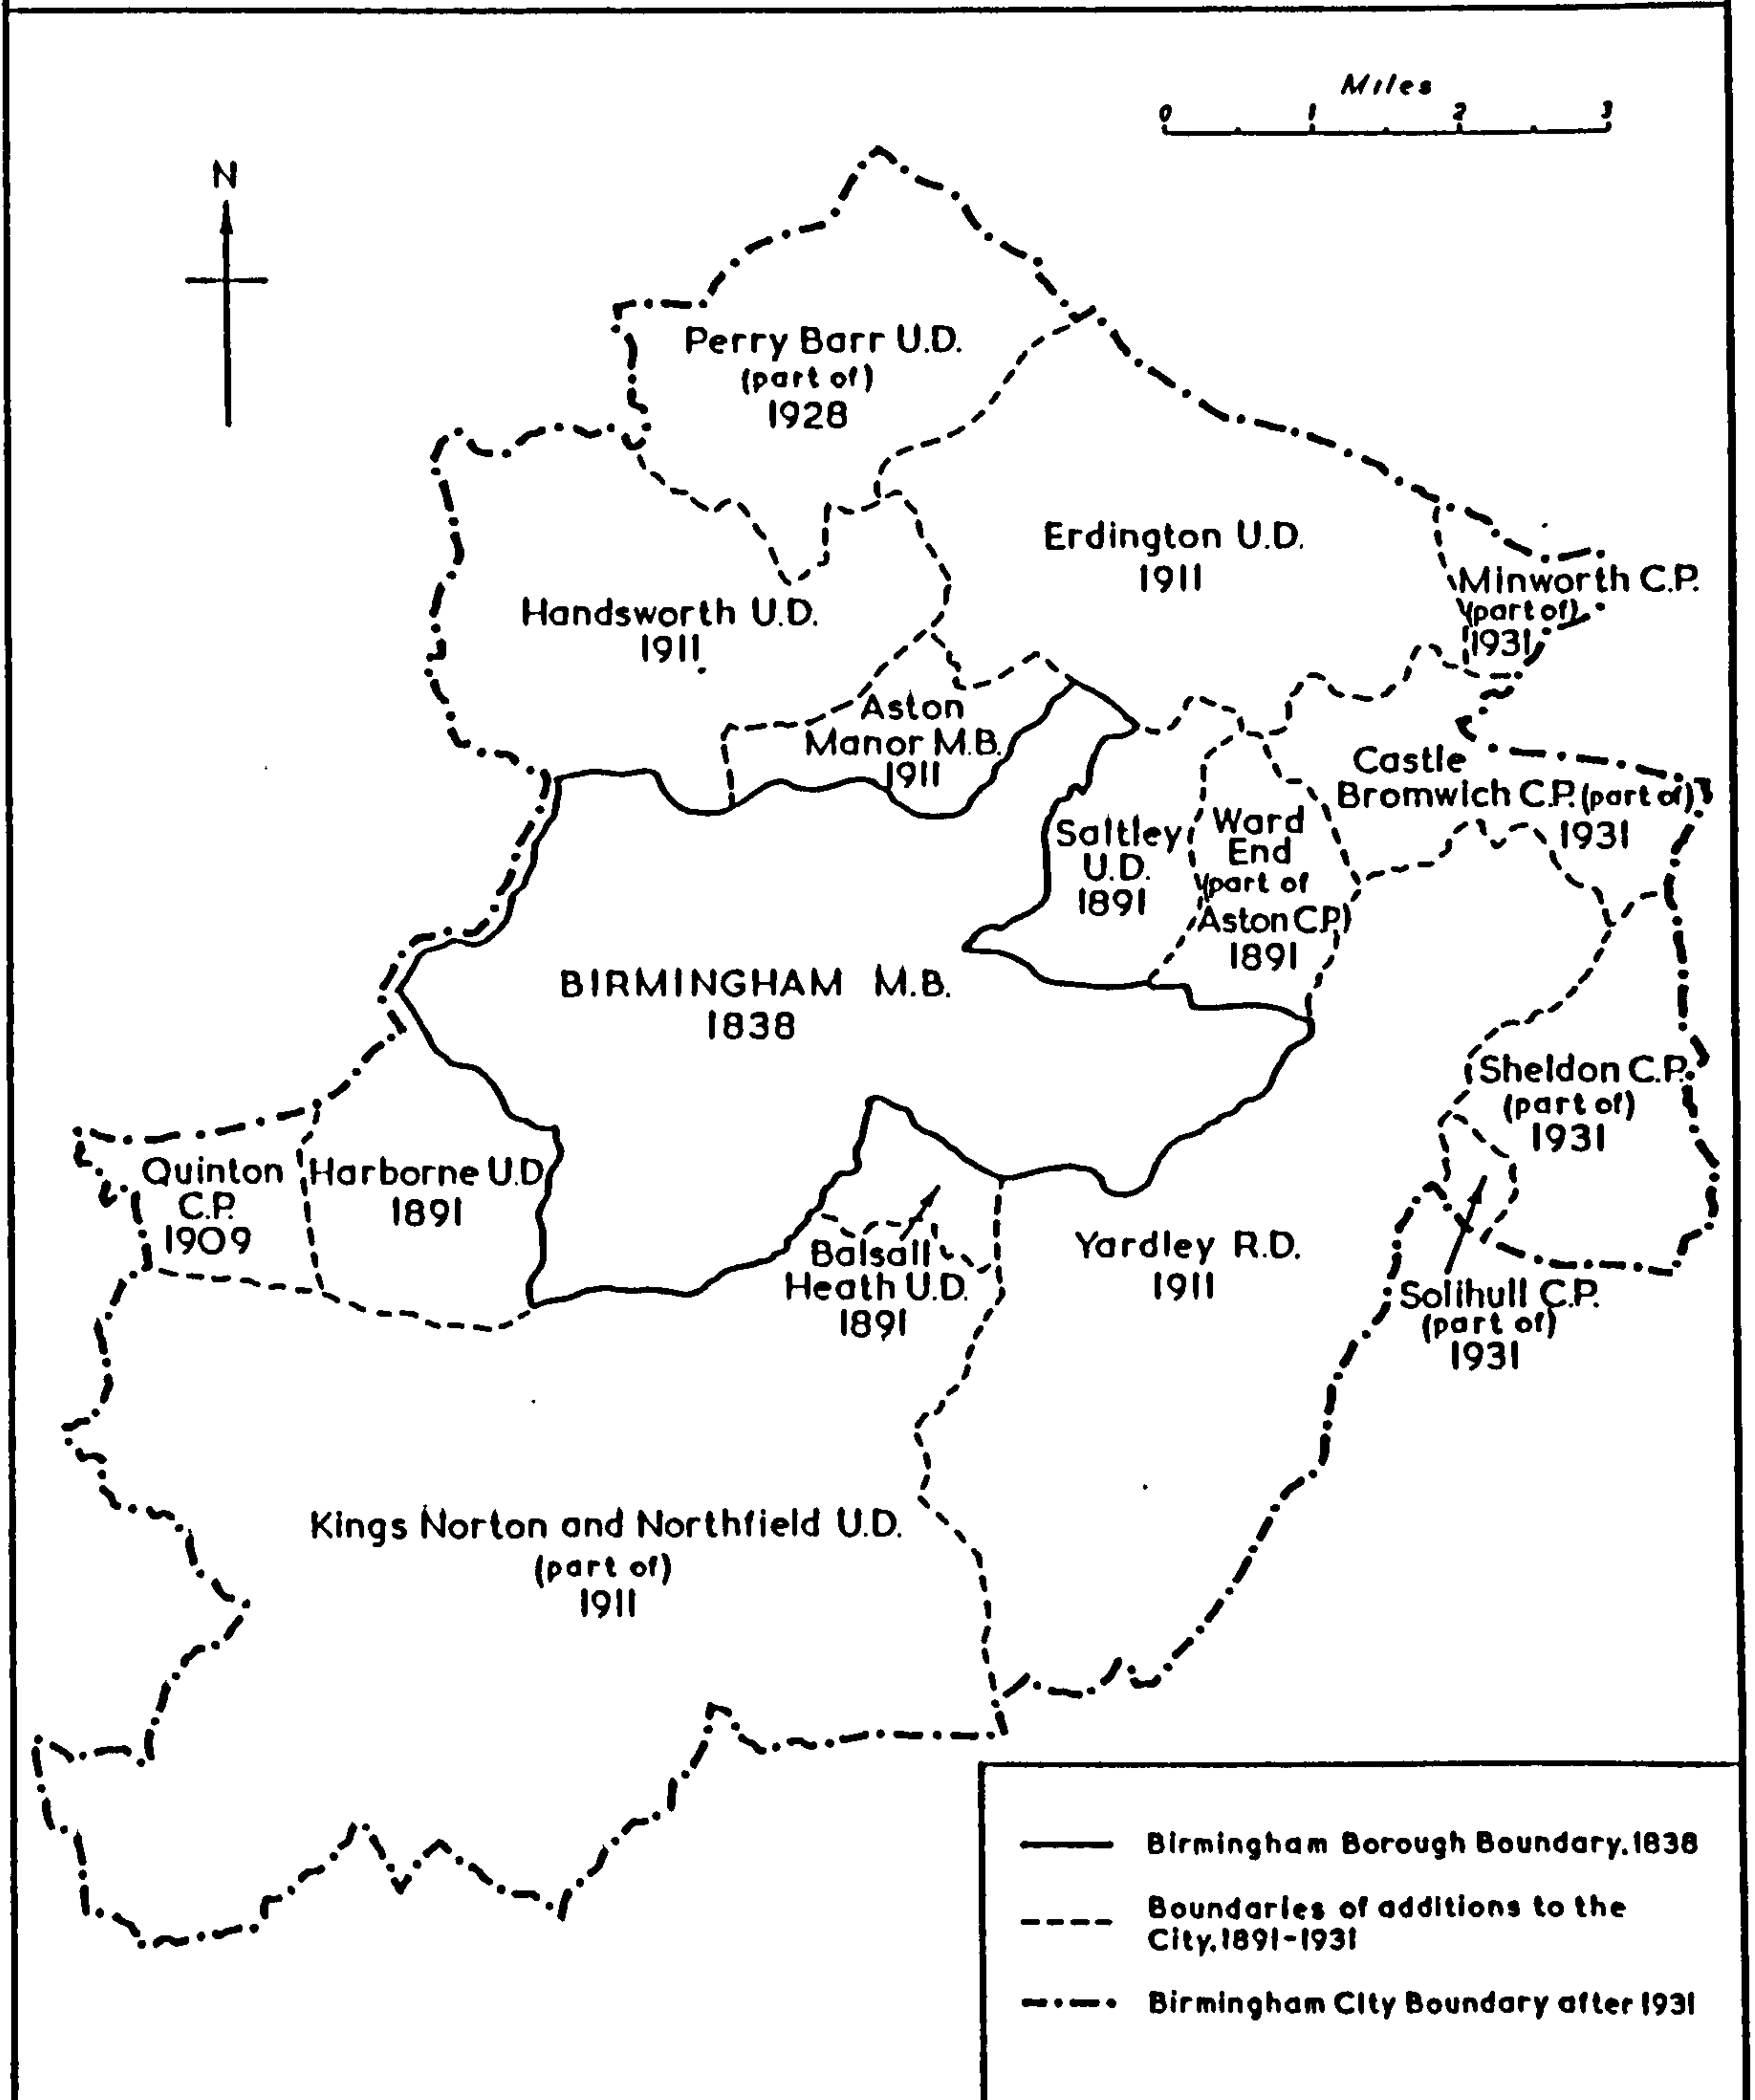 Miles
0 1 2 3
N
Perry Barr U.D.
(part of)
1928
Erdington U.D.
1911
Minworth C.P.
(part of)
1931
Handsworth U.D.
1911
Aston
Manor M.B.
1911
Castle
Bromwich C.P. (part of)
1931
Saltley
U.D.
1891
Ward
End
(part of
Aston C.P.)
1891
BIRMINGHAM M.B.
1838
Sheldon C.P.
(part of)
1931
Quinton
C.P.
1909
Harborne U.D.
1891
Balsall
Heath U.D.
1891
Yardley R.D.
1911
Solihull C.P.
(part of)
1931
Kings Norton and Northfield U.D.
(part of)
1911
Birmingham Borough Boundary, 1838
Boundaries of additions to the
City, 1891-1931
Birmingham City Boundary after 1931